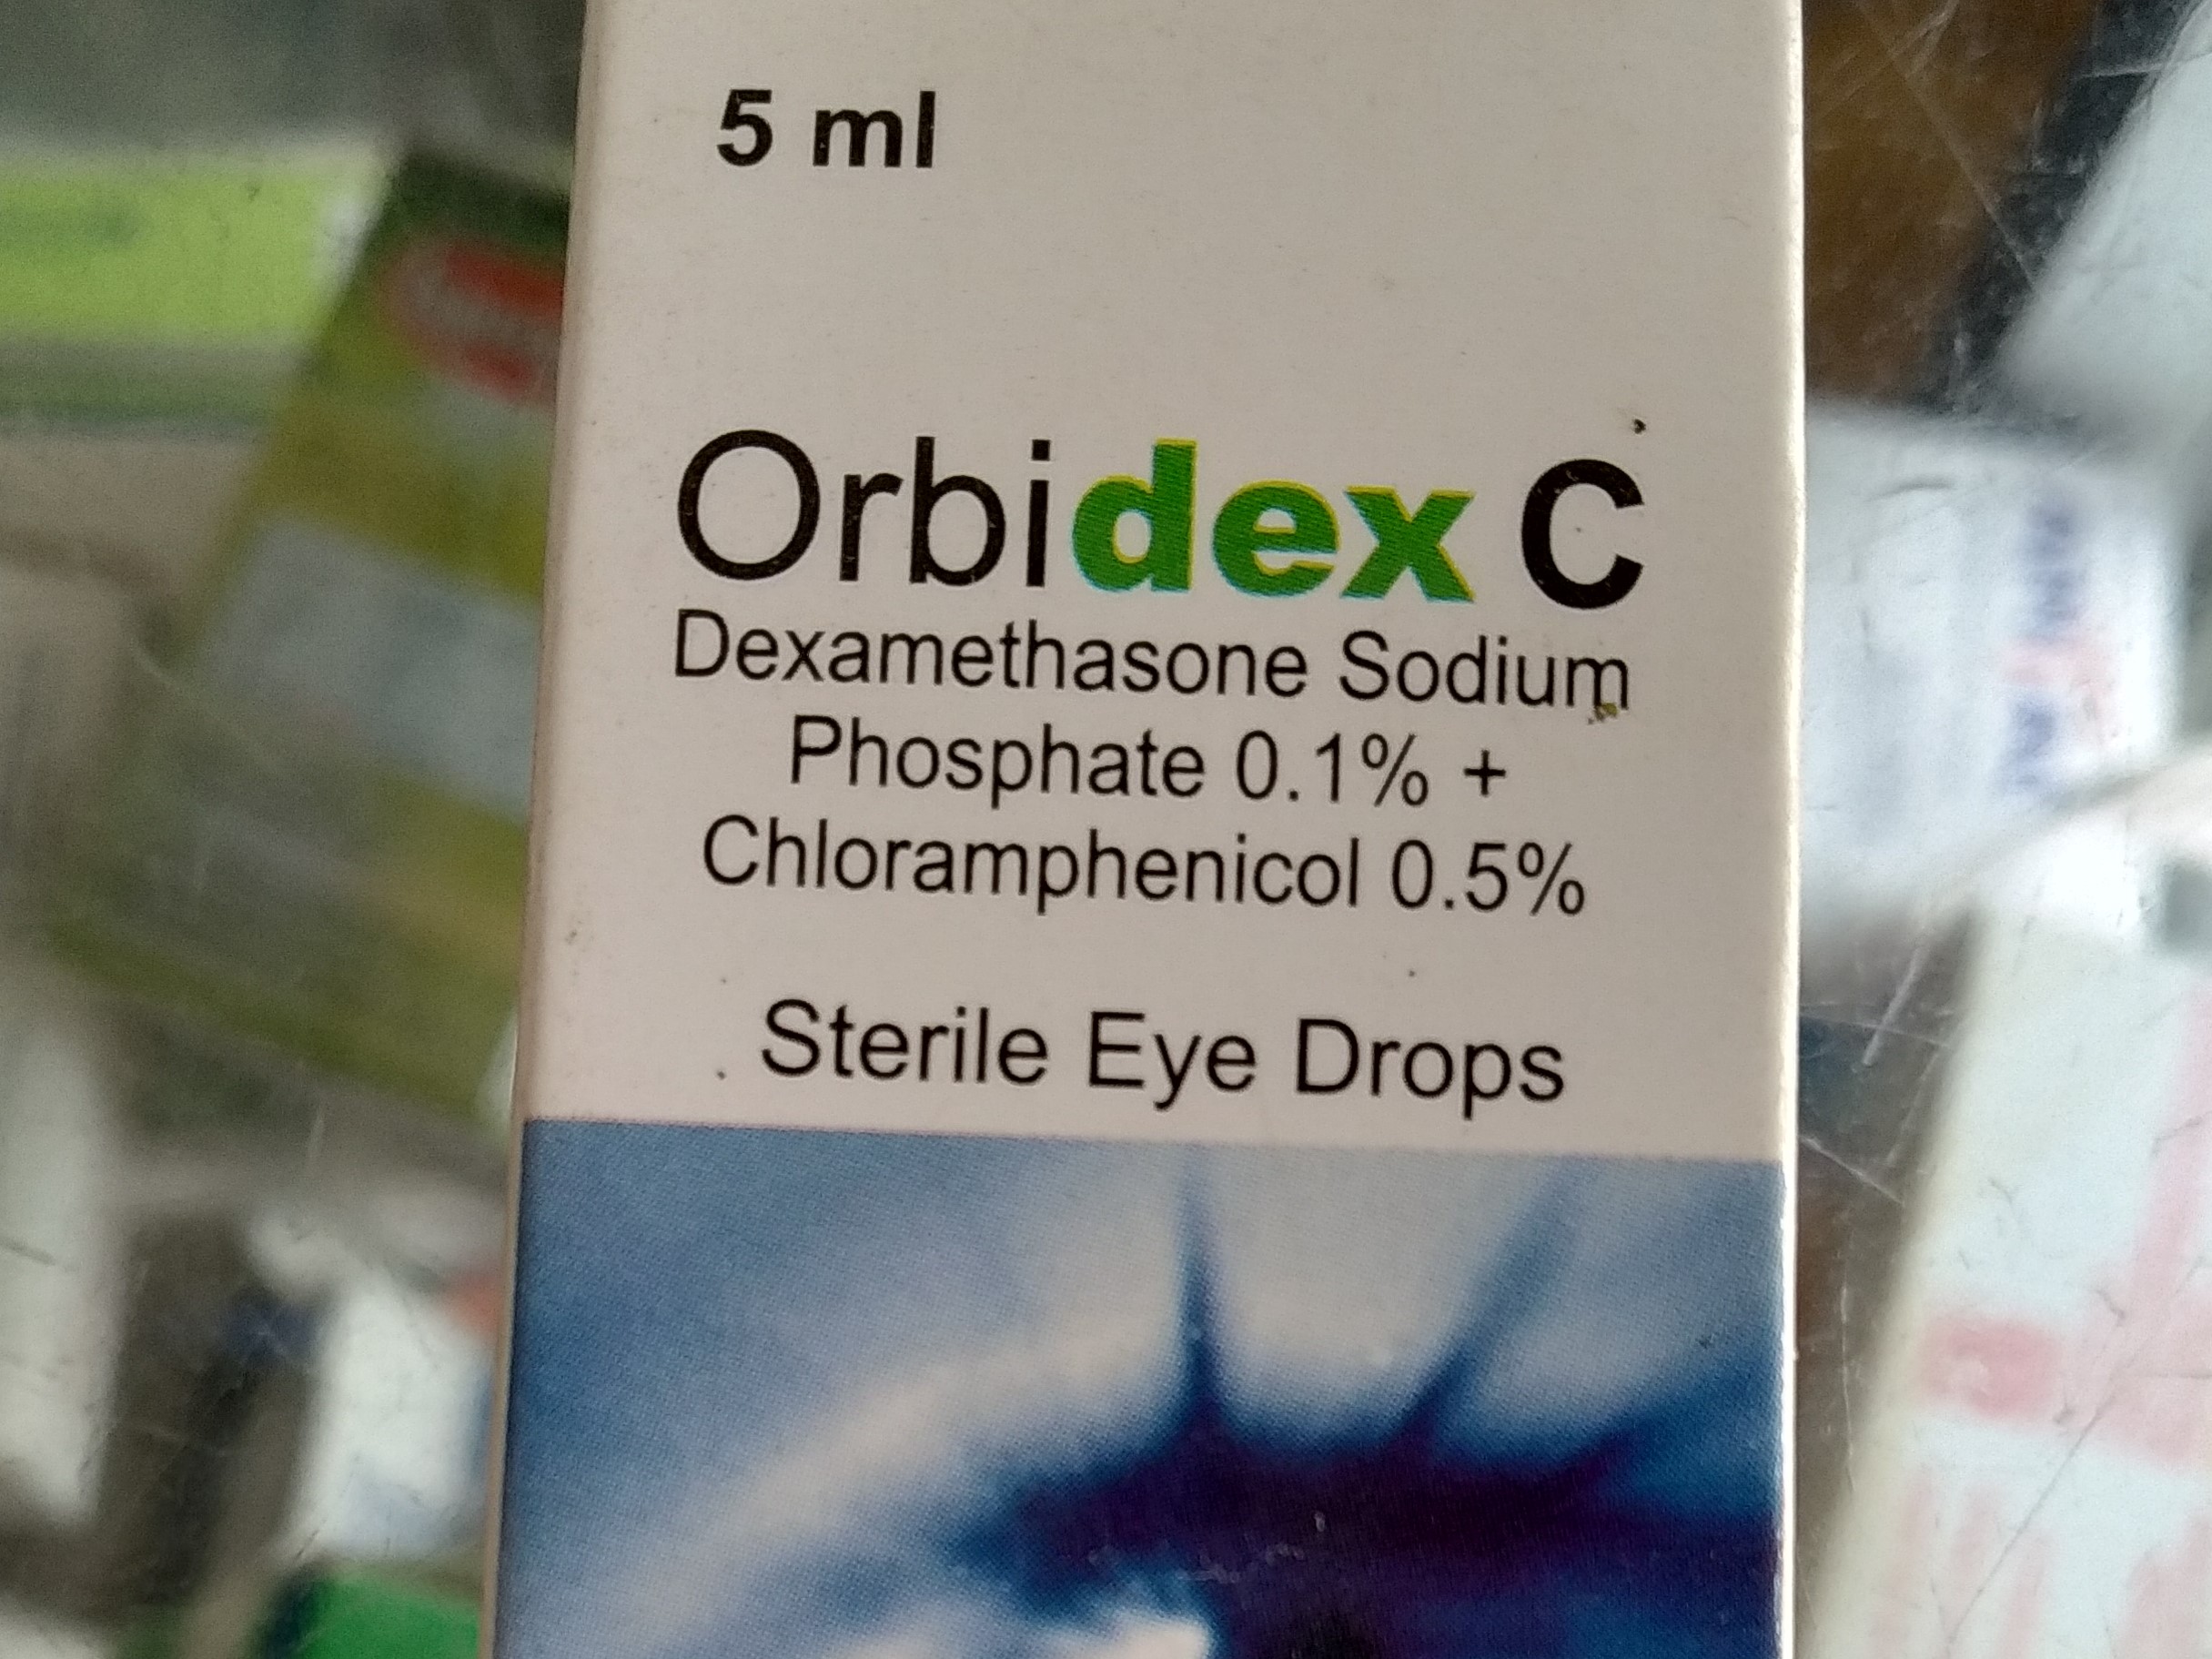 5 ml
Orbidex C
Dexamethasone Sodium
Phosphate 0.1% +
Chloramphenicol 0.5%
Sterile Eye Drops